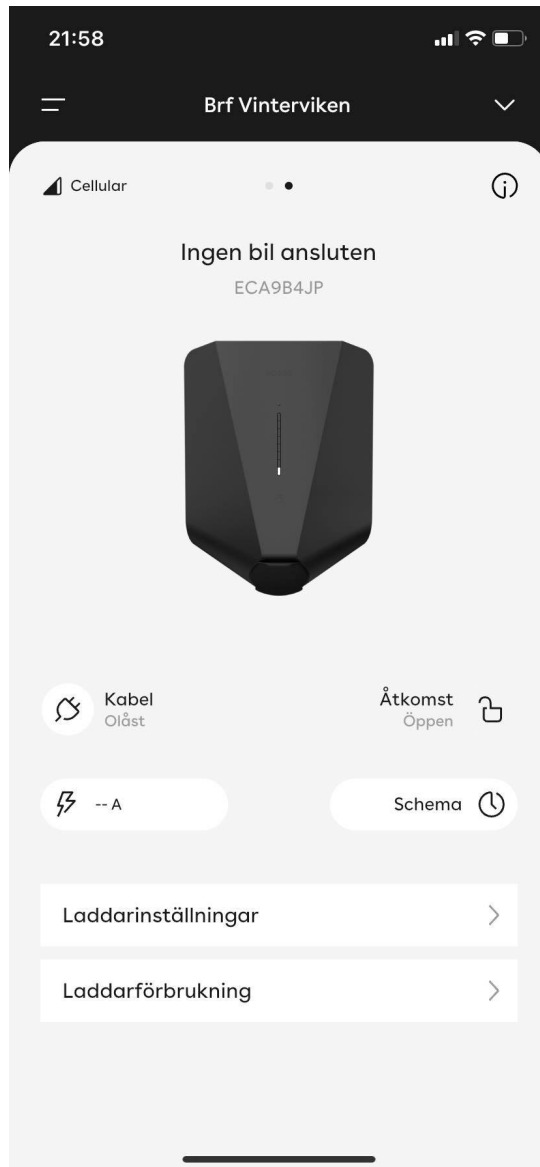 21:58
Brf Vinterviken
Cellular
Ingen bil ansluten
ECA9B4JP
Kabel
Olåst
Åtkomst
Öppen
-- A
Schema
Laddarinställningar
Laddarförbrukning